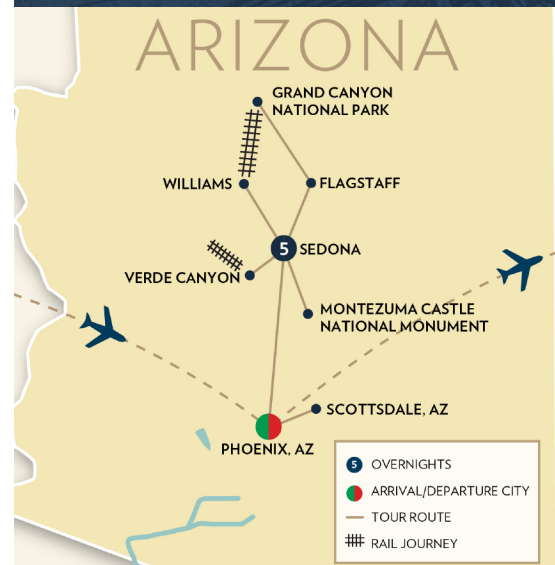 ARIZONA
GRAND CANYON
NATIONAL PARK
WILLIAMS
FLAGSTAFF
5 SEDONA
VERDE CANYON
MONTEZUMA CASTLE
NATIONAL MONUMENT
SCOTTSDALE, AZ
PHOENIX, AZ
5 OVERNIGHTS
ARRIVAL/DEPARTURE CITY
TOUR ROUTE
RAIL JOURNEY